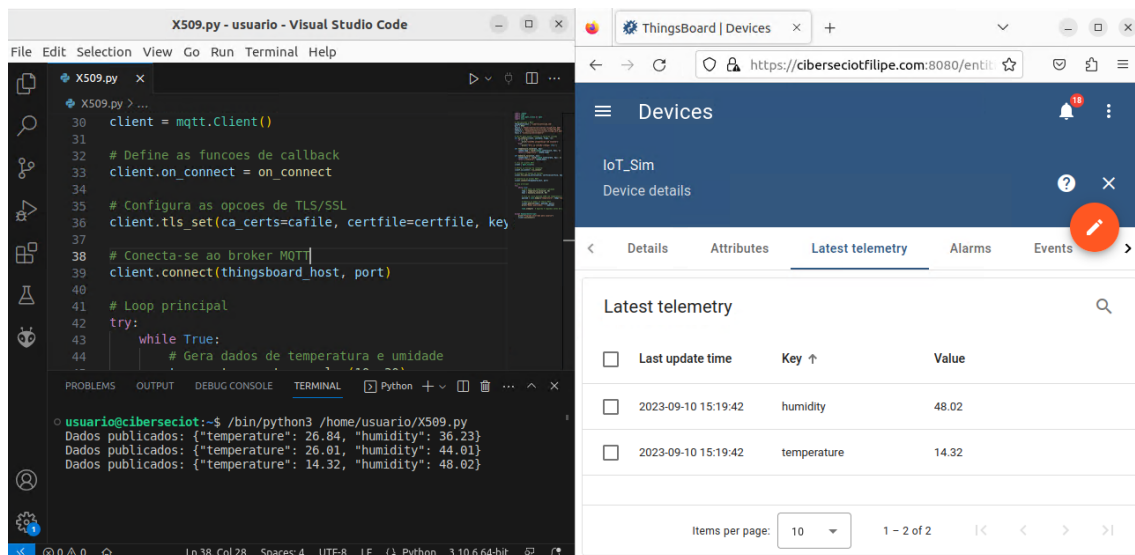 X509.py - usuario - Visual Studio Code
File Edit Selection View Go Run Terminal Help
X509.py
X509.py > ...
30 client = mqtt.Client()
31
32 # Define as funcoes de callback
33 client.on_connect = on_connect
34
35 # Configura as opcoes de TLS/SSL
36 client.tls_set(ca_certs=cafile, certfile=certfile, key
37
38 # Conecta-se ao broker MQTT
39 client.connect(thingsboard_host, port)
40
41 # Loop principal
42 try:
43 while True:
44 # Gera dados de temperatura e umidade
PROBLEMS OUTPUT DEBUG CONSOLE TERMINAL Python
usuario@ciberseciot:~$ /bin/python3 /home/usuario/X509.py
Dados publicados: {"temperature": 26.84, "humidity": 36.23}
Dados publicados: {"temperature": 26.01, "humidity": 44.01}
Dados publicados: {"temperature": 14.32, "humidity": 48.02}
1
0 0 Ln 38, Col 28 Spaces: 4 UTF-8 LF Python 3.10.6 64-bit
ThingsBoard | Devices
https://ciberseciotfilipe.com:8080/enti
Devices
18
IoT_Sim
Device details
Details Attributes Latest telemetry Alarms Events
Latest telemetry
Last update time Key Value
2023-09-10 15:19:42 humidity 48.02
2023-09-10 15:19:42 temperature 14.32
Items per page: 10 1 – 2 of 2